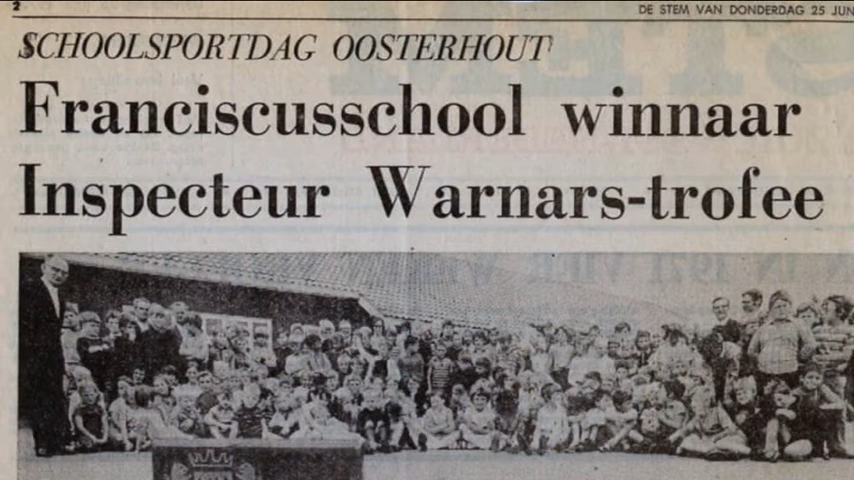 2
DE STEM VAN DONDERDAG 25 JUN
SCHOOLSPORTDAG OOSTERHOUT
Franciscusschool winnaar
Inspecteur Warnars-trofee